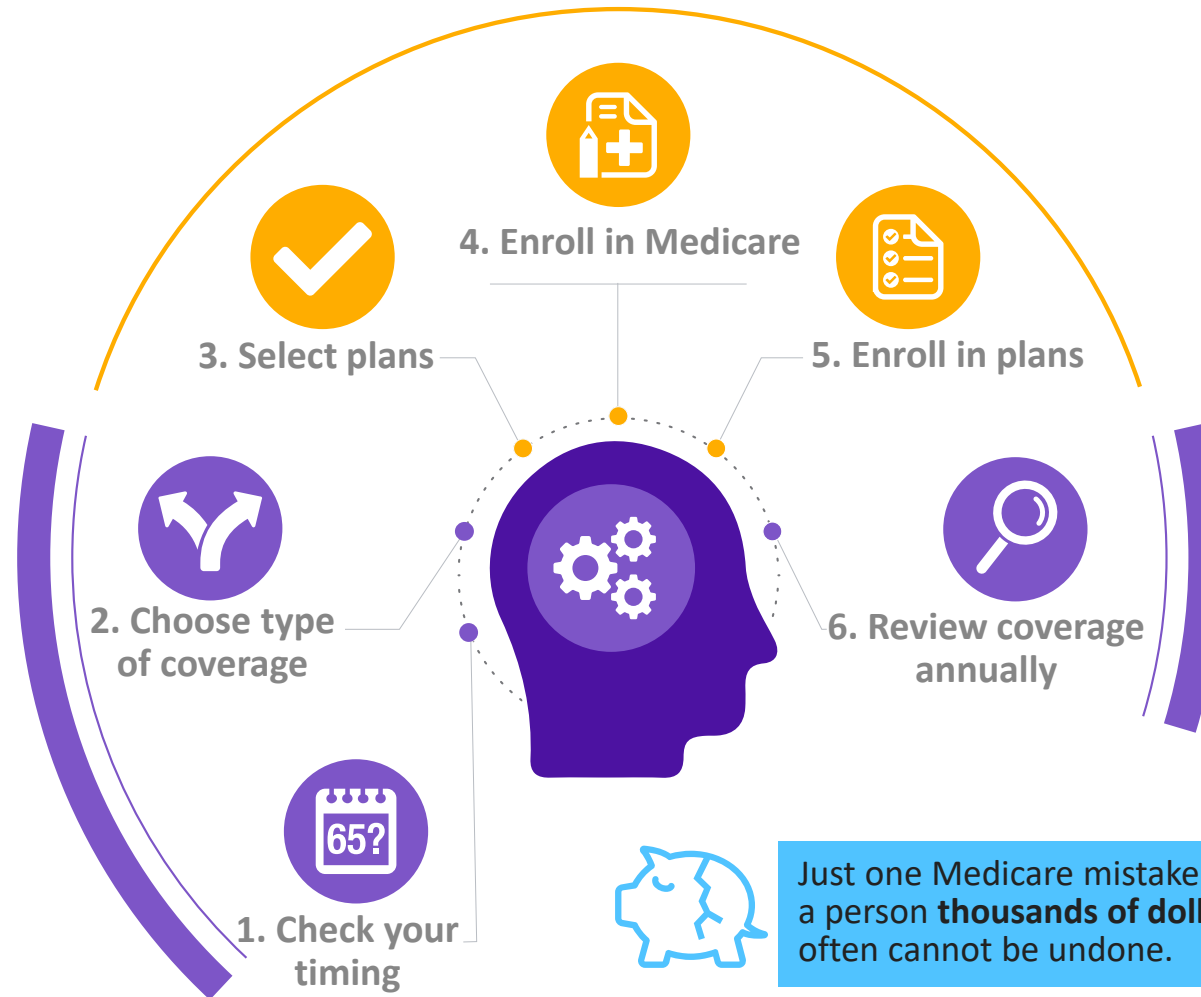 4. Enroll in Medicare
3. Select plans
5. Enroll in plans
2. Choose type
of coverage
6. Review coverage
annually
65?
1. Check your
timing
Just one Medicare mistake
a person thousands of
often cannot be undone.